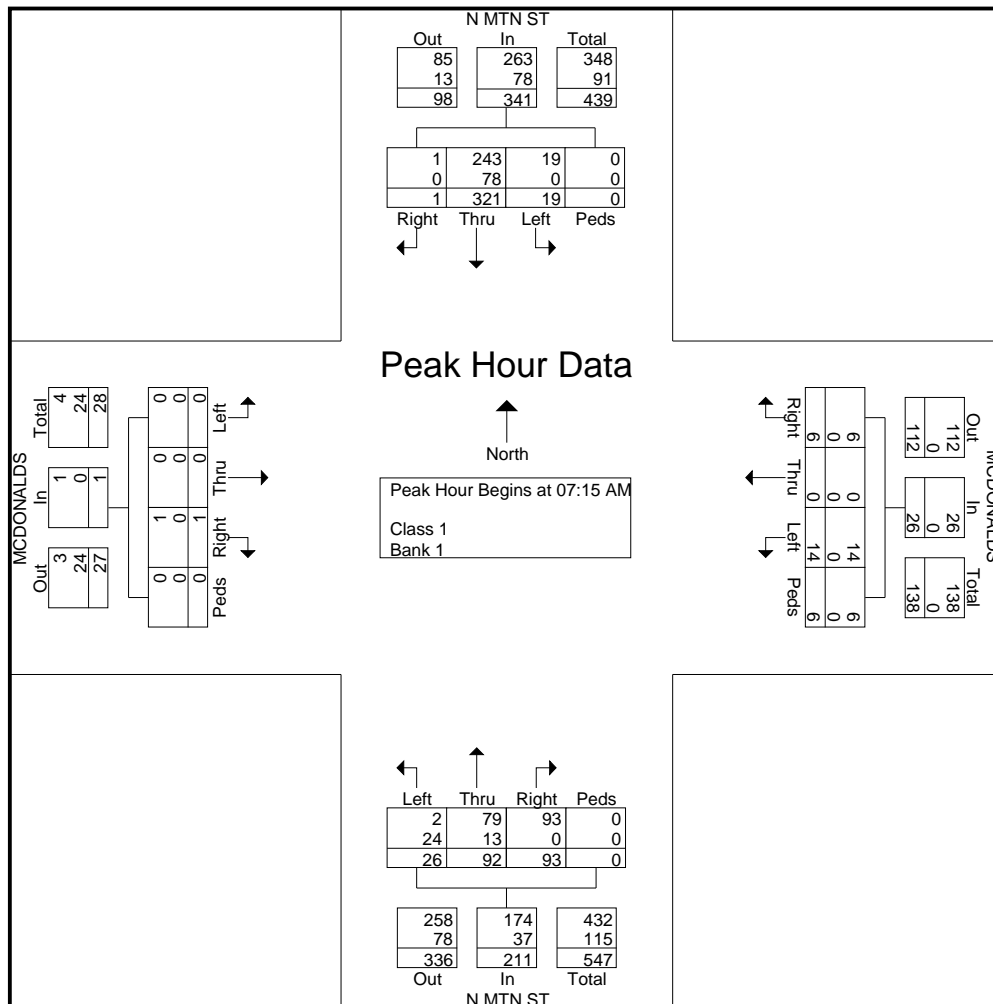 N MTN ST
Out In Total
85 263 348
13 78 91
98 341 439
1 243 19 0
0 78 0 0
1 321 19 0
Right Thru Left Peds
Peak Hour Data
North
Peak Hour Begins at 07:15 AM
Class 1
Bank 1
MCDONALDS
Out In Total
3 1 4
24 0 24
27 1 28
0 1 0 0
0 0 0 0
0 1 0 0
Peds Right Thru Left
MCDONALDS
Out In Total
112 26 138
0 0 0
112 26 138
6 0 14 6
0 0 0 0
6 0 14 6
Right Thru Left Peds
Left Thru Right Peds
2 79 93 0
24 13 0 0
26 92 93 0
258 174 432
78 37 115
336 211 547
Out In Total
N MTN ST